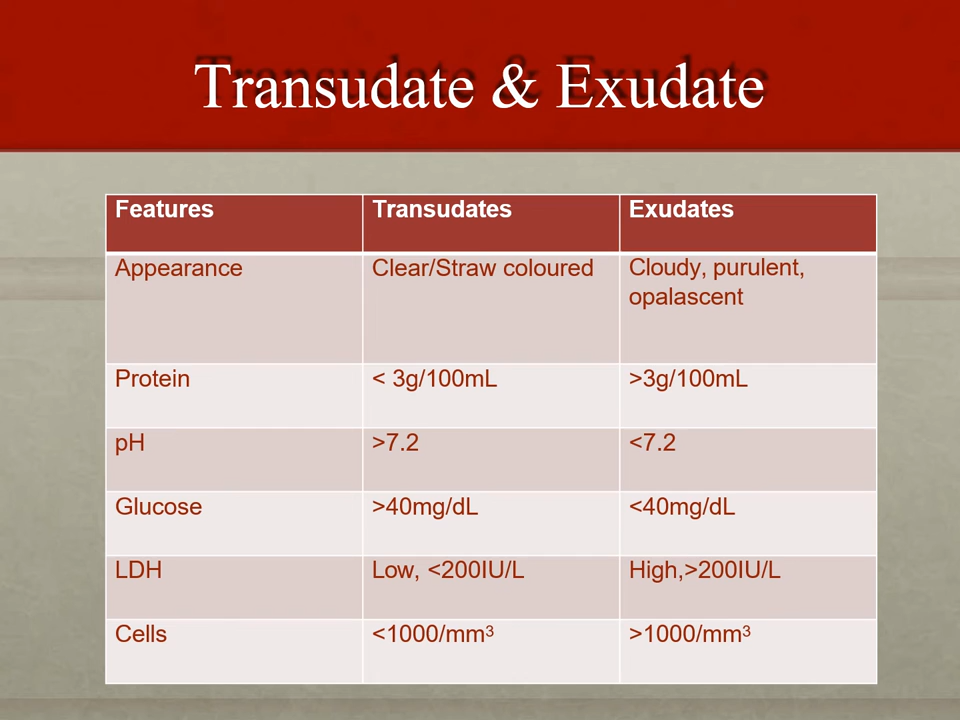 Transudate & Exudate
Features Transudates Exudates
Appearance Clear/Straw coloured Cloudy, purulent,
opalascent
Protein < 3g/100mL >3g/100mL
pH >7.2 <7.2
Glucose >40mg/dL <40mg/dL
LDH Low, <200IU/L High,>200IU/L
Cells <1000/mm³ >1000/mm³